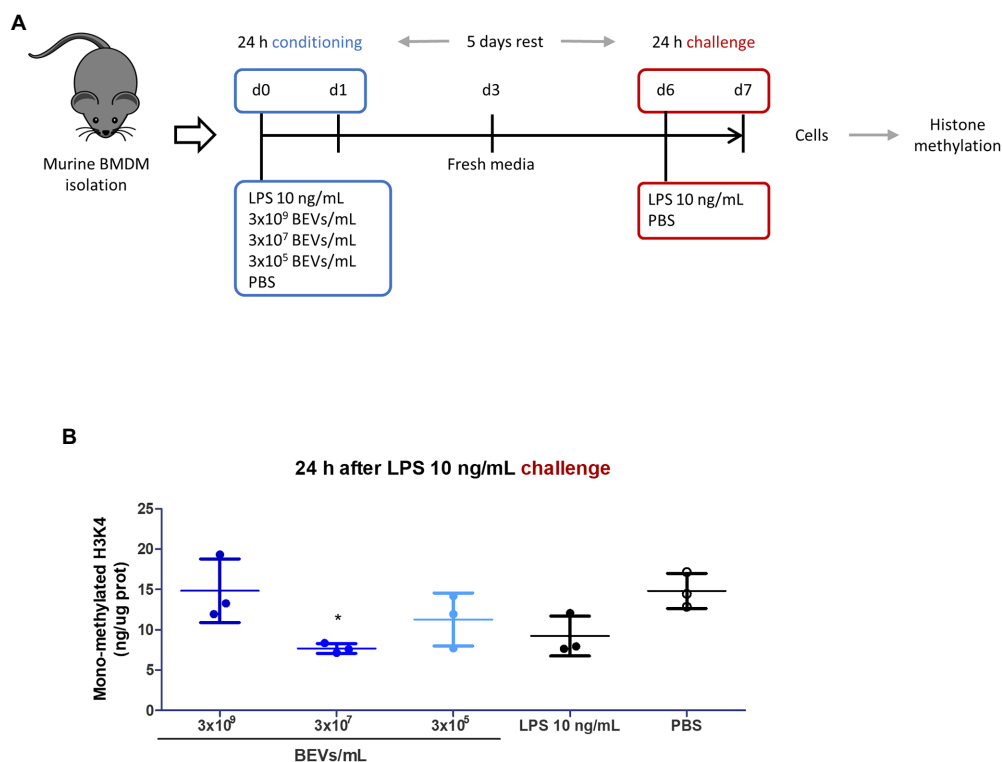 A
24 h conditioning
5 days rest
24 h challenge
d0
d1
d3
d6
d7
Murine BMDM
isolation
Fresh media
Cells
Histone
methylation
LPS 10 ng/mL
3x10⁹ BEVs/mL
3x10⁷ BEVs/mL
3x10⁵ BEVs/mL
PBS
LPS 10 ng/mL
PBS
B
24 h after LPS 10 ng/mL challenge
Mono-methylated H3K4
(ng/ug prot)
25
20
15
10
5
0
*
3x10⁹
3x10⁷
3x10⁵
LPS 10 ng/mL
PBS
BEVs/mL